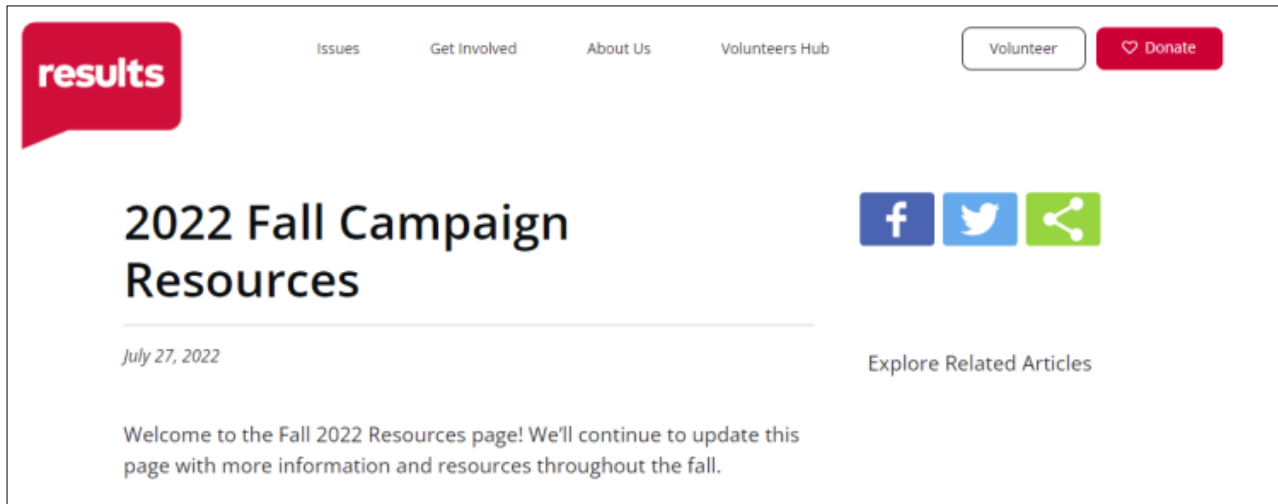 results
Issues Get Involved About Us Volunteers Hub Volunteer Donate
2022 Fall Campaign
Resources
July 27, 2022
Explore Related Articles
Welcome to the Fall 2022 Resources page! We'll continue to update this
page with more information and resources throughout the fall.